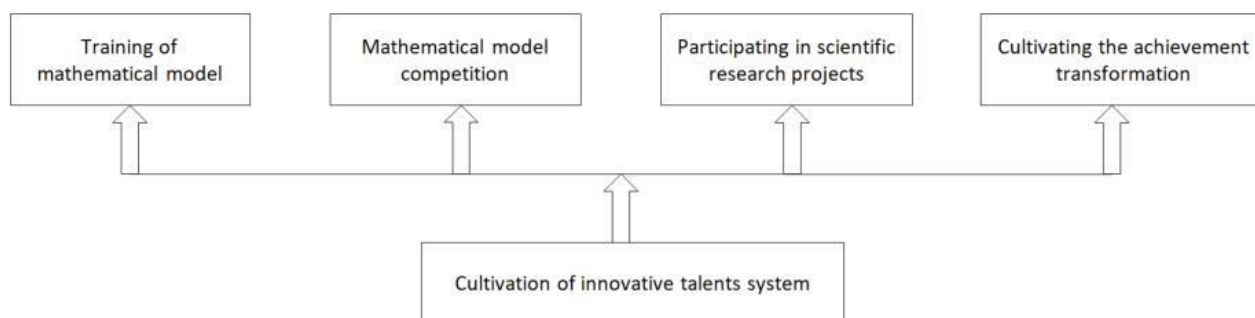 Training of
mathematical model
Mathematical model
competition
Participating in scientific
research projects
Cultivating the achievement
transformation
Cultivation of innovative talents system